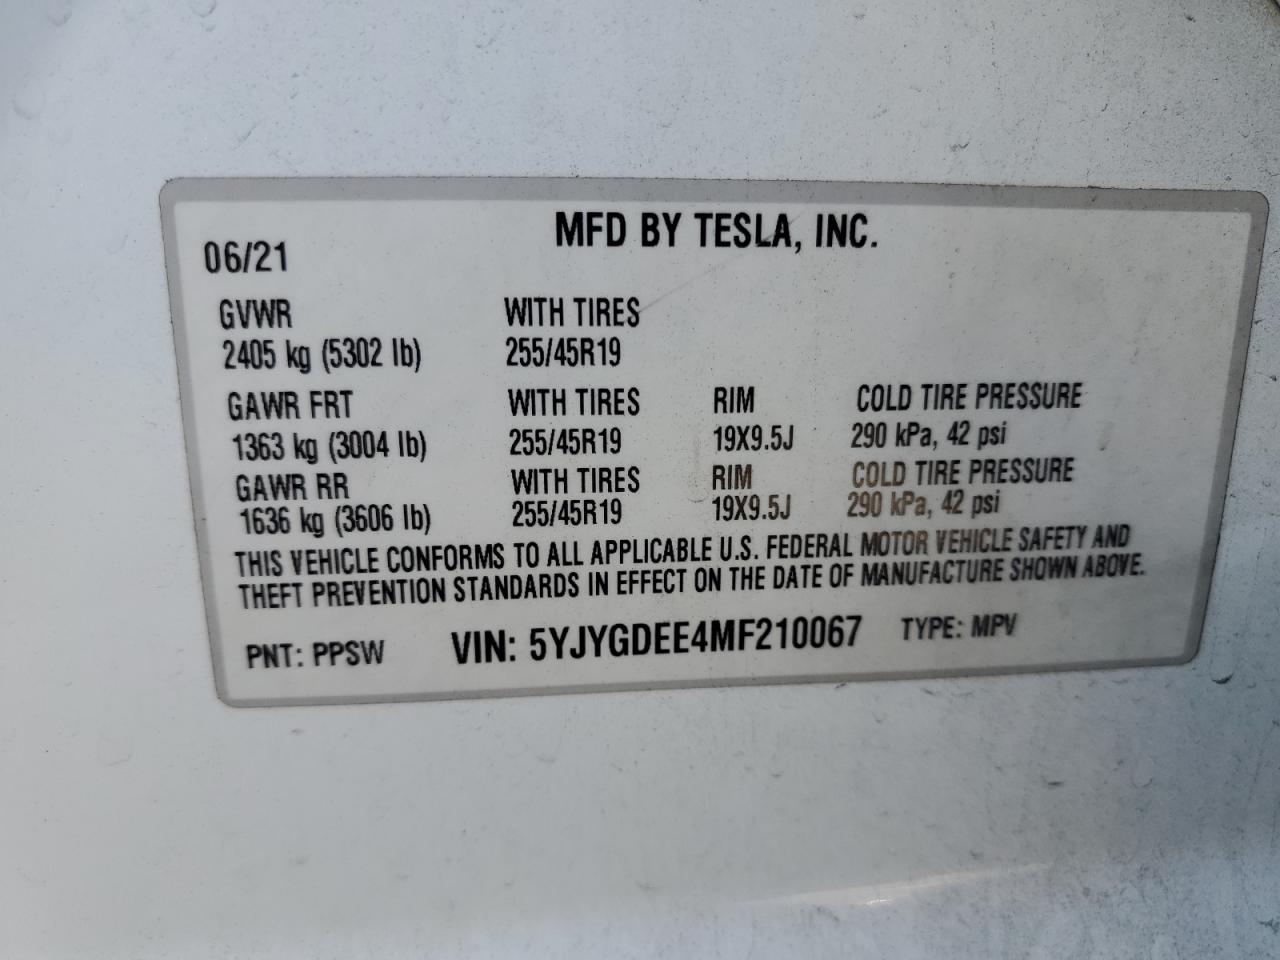 MFD BY TESLA, INC.
06/21
GVWR WITH TIRES
2405 kg (5302 lb) 255/45R19
GAWR FRT WITH TIRES RIM COLD TIRE PRESSURE
1363 kg (3004 lb) 255/45R19 19X9.5J 290 kPa, 42 psi
GAWR RR WITH TIRES RIM COLD TIRE PRESSURE
1636 kg (3606 lb) 255/45R19 19X9.5J 290 kPa, 42 psi
THIS VEHICLE CONFORMS TO ALL APPLICABLE U.S. FEDERAL MOTOR VEHICLE SAFETY AND
THEFT PREVENTION STANDARDS IN EFFECT ON THE DATE OF MANUFACTURE SHOWN ABOVE.
PNT: PPSW VIN: 5YJYGDEE4MF210067 TYPE: MPV